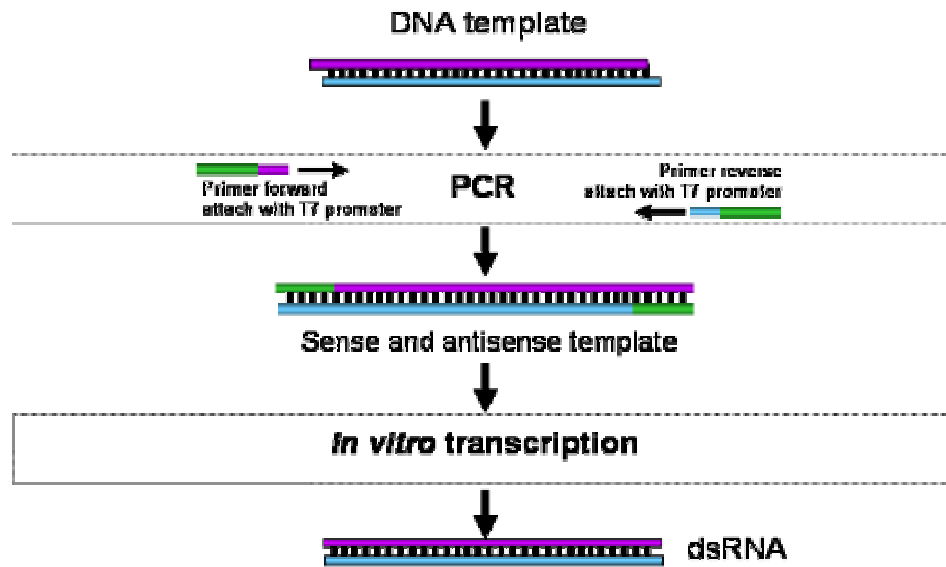 DNA template
Primer forward
attach with T7 promoter
PCR
Primer reverse
attach with T7 promoter
Sense and antisense template
In vitro transcription
dsRNA